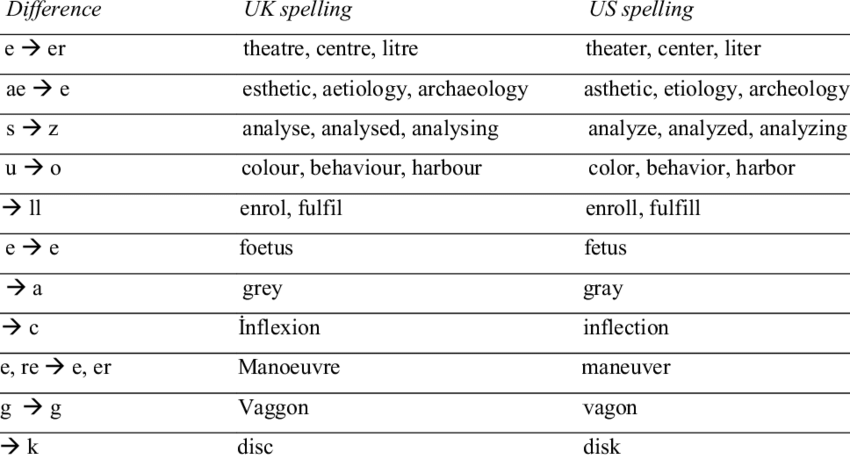 Difference UK spelling US spelling
e → er theatre, centre, litre theater, center, liter
ae → e esthetic, aetiology, archaeology asthetic, etiology, archeology
s → z analyse, analysed, analysing analyze, analyzed, analyzing
u → o colour, behaviour, harbour color, behavior, harbor
→ ll enrol, fulfil enroll, fulfill
e → e foetus fetus
→ a grey gray
→ c İnflexion inflection
e, re → e, er Manoeuvre maneuver
g → g Vaggon vagon
→ k disc disk